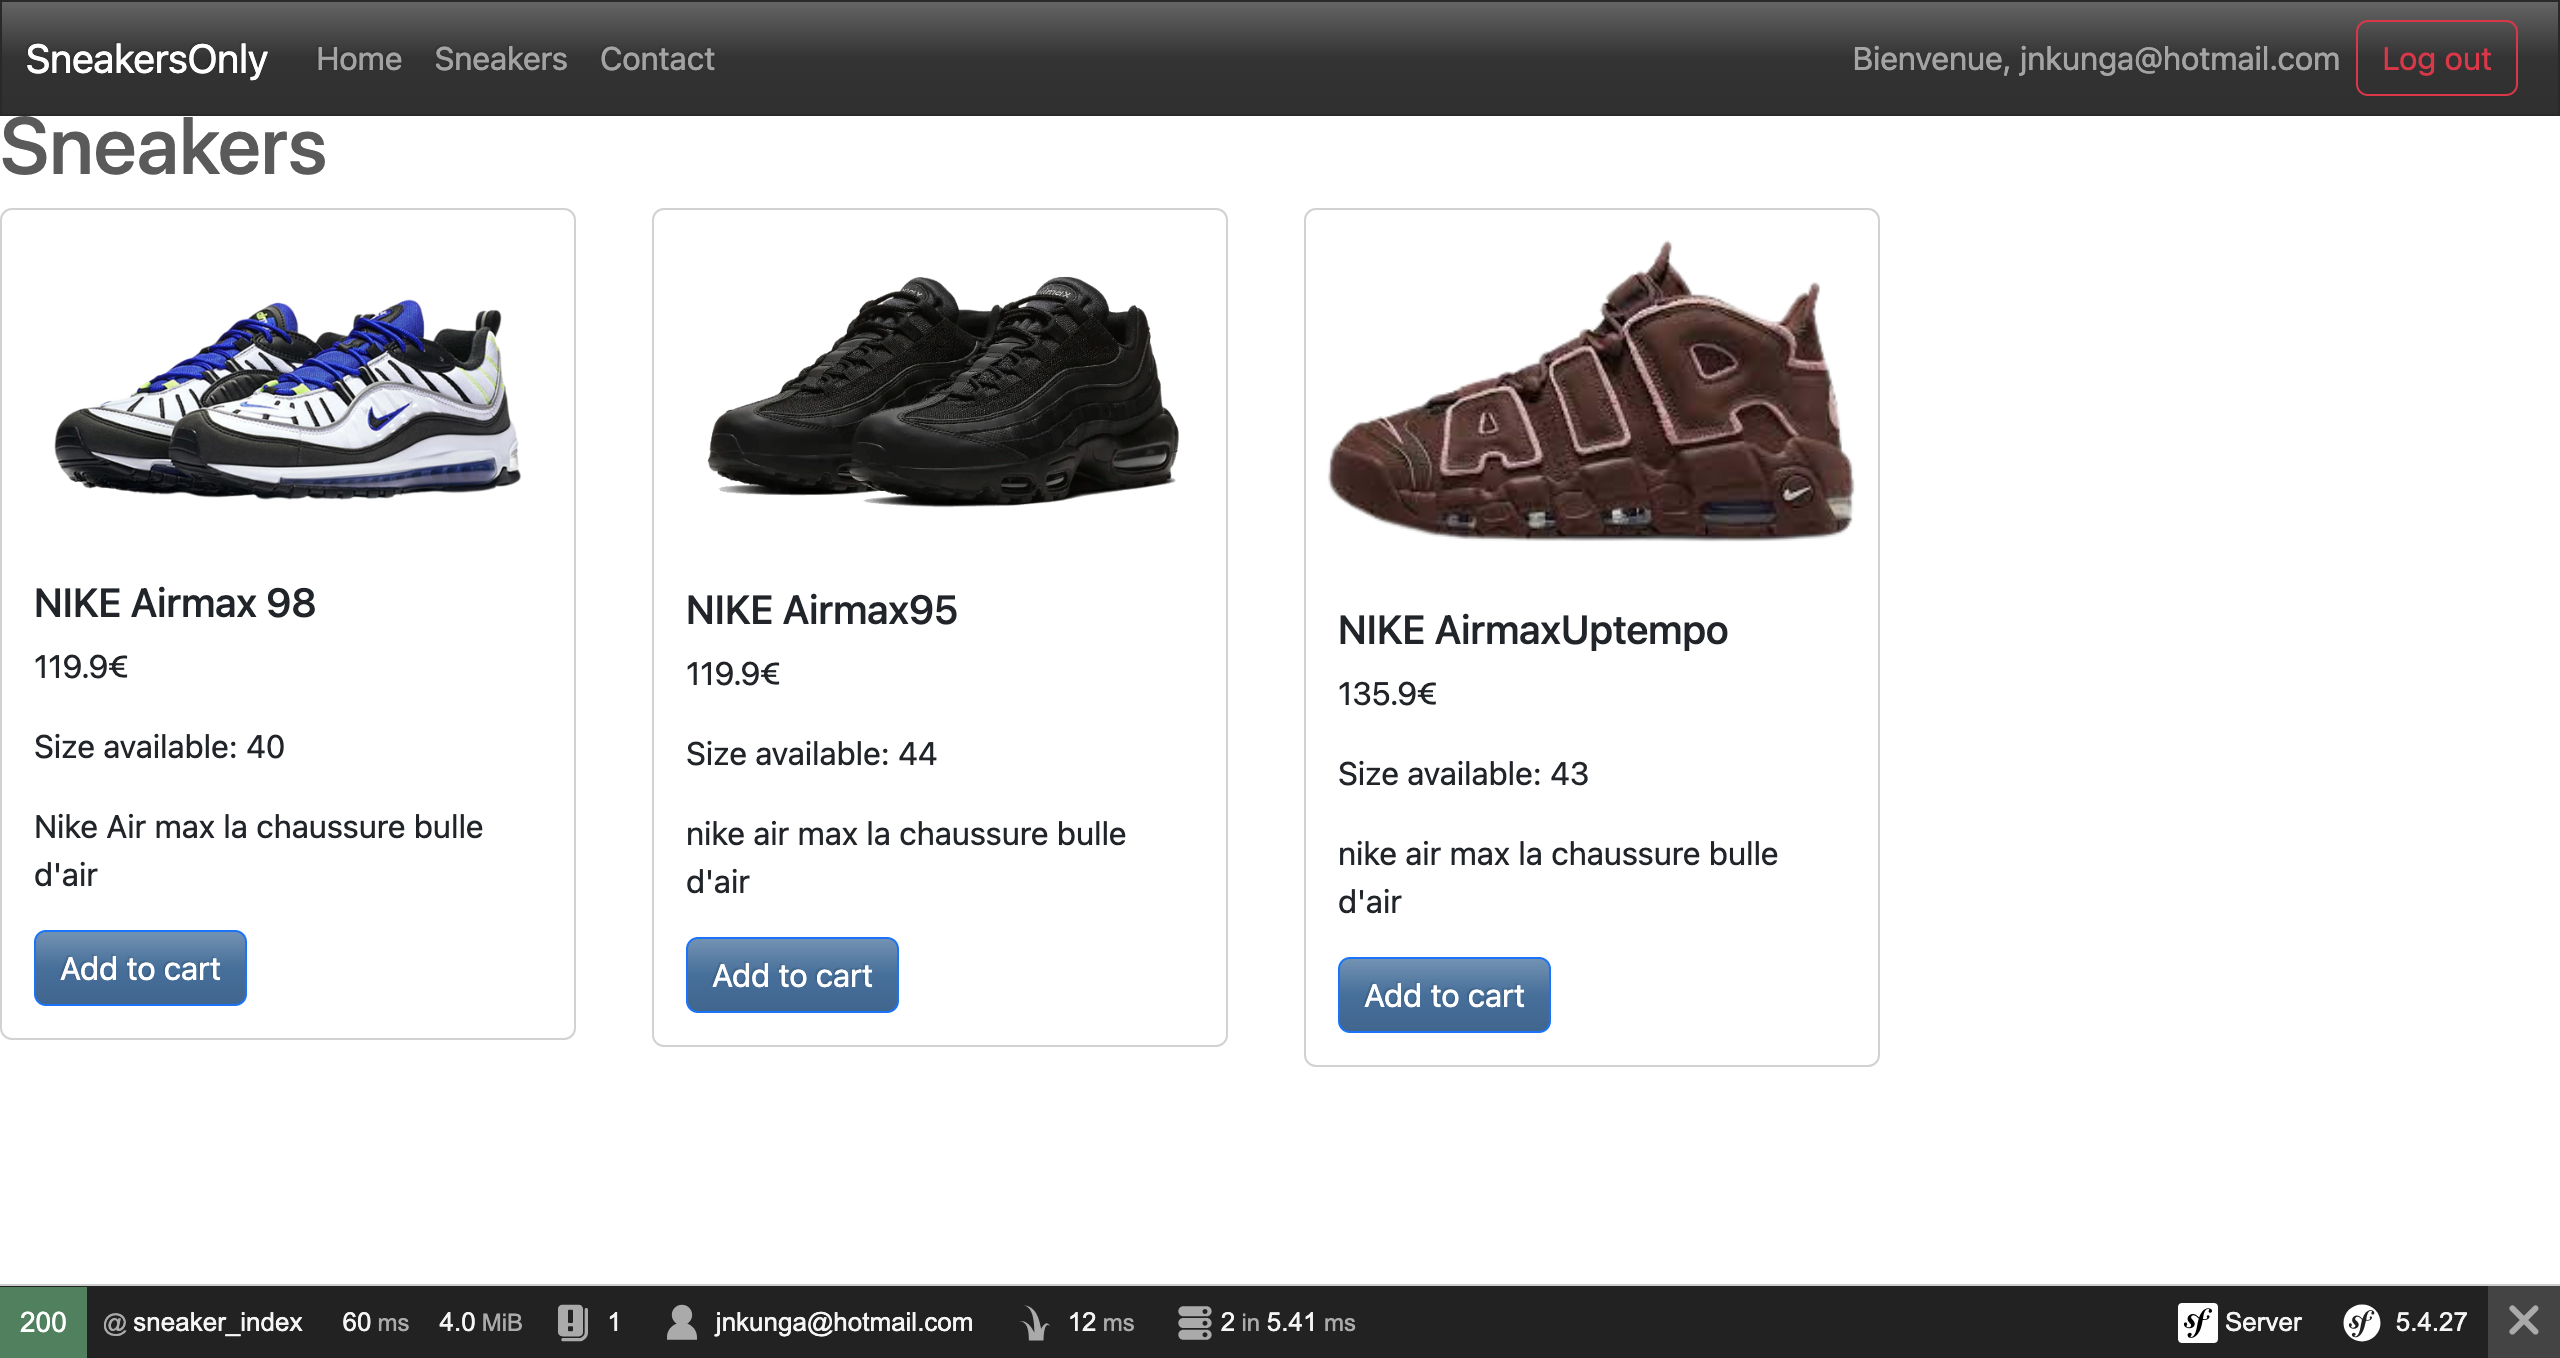 SneakersOnly Home Sneakers Contact Bienvenue, jnkunga@hotmail.com Log out
Sneakers
AIR
NIKE Airmax 98
119.9€
Size available: 40
Nike Air max la chaussure bulle
d'air
Add to cart
NIKE Airmax95
119.9€
Size available: 44
nike air max la chaussure bulle
d'air
Add to cart
NIKE AirmaxUptempo
135.9€
Size available: 43
nike air max la chaussure bulle
d'air
Add to cart
200 @ sneaker_index 60 ms 4.0 MiB 1 jnkunga@hotmail.com 12 ms 2 in 5.41 ms sf Server sf 5.4.27